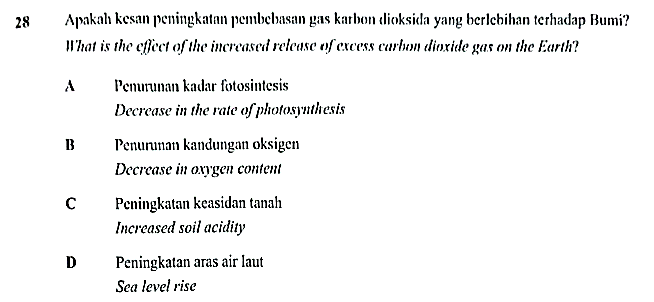 28 Apakah kesan peningkatan pembebasan gas karbon dioksida yang berlebihan terhadap Bumi?
What is the effect of the increased release of excess carbon dioxide gas on the Earth?
A Penurunan kadar fotosintesis
Decrease in the rate of photosynthesis
B Penurunan kandungan oksigen
Decrease in oxygen content
C Peningkatan keasidan tanah
Increased soil acidity
D Peningkatan aras air laut
Sea level rise